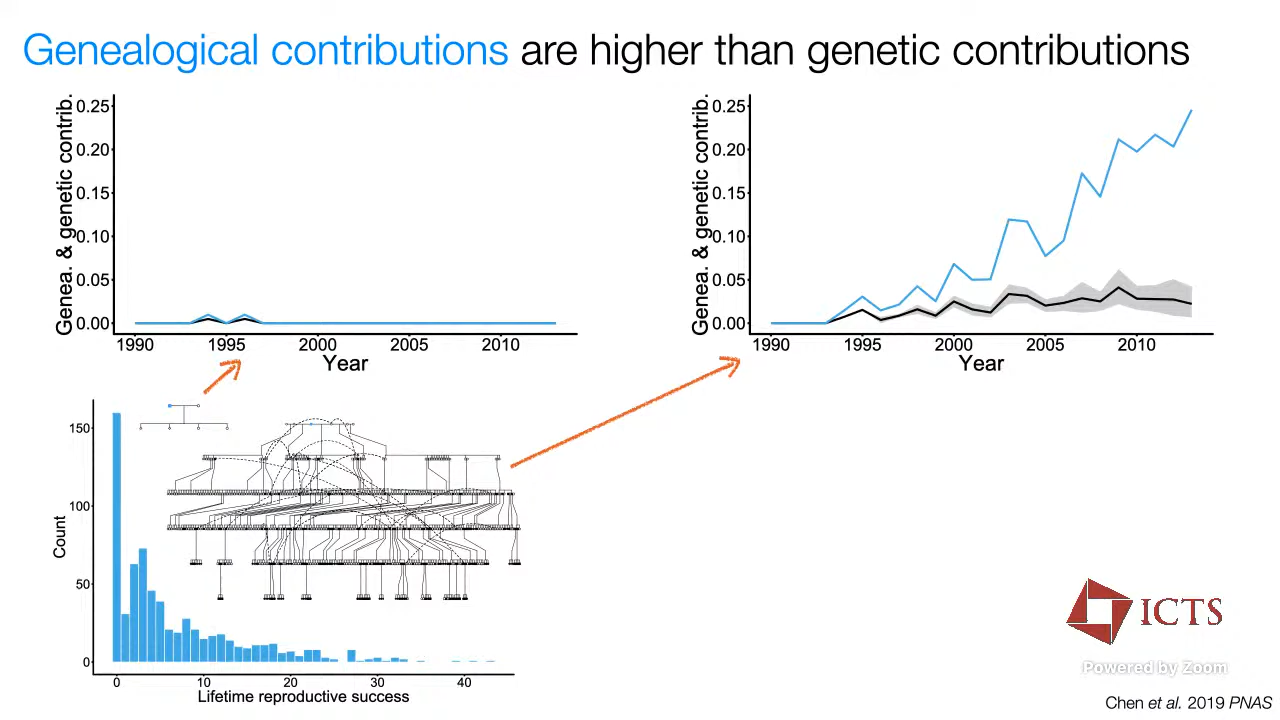 Genealogical contributions are higher than genetic contributions
Genea. & genetic contrib.
0.25
0.20
0.15
0.10
0.05
0.00
1990 1995 2000 2005 2010
Year
Genea. & genetic contrib.
0.25
0.20
0.15
0.10
0.05
0.00
1990 1995 2000 2005 2010
Year
Count
150
100
50
0
0 10 20 30 40
Lifetime reproductive success
ICTS
Powered by Zoom
Chen et al. 2019 PNAS